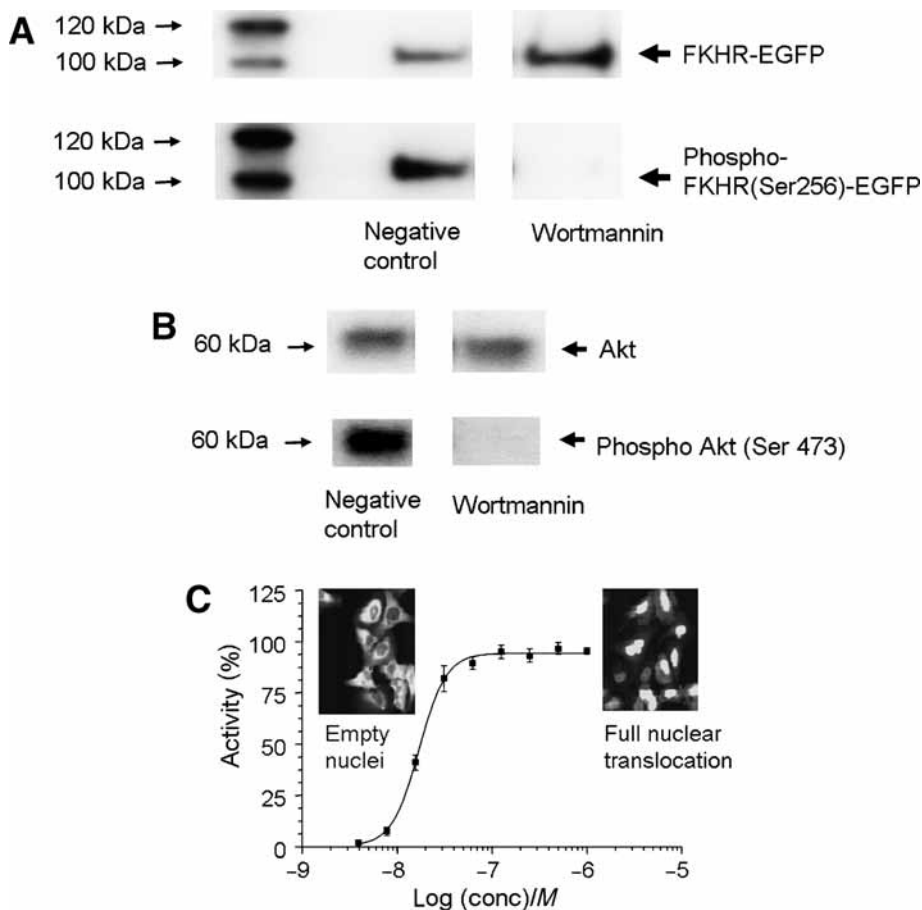 A
120 kDa
100 kDa
FKHR-EGFP
120 kDa
100 kDa
Phospho-
FKHR(Ser256)-EGFP
Negative
control
Wortmannin
B
60 kDa
Akt
60 kDa
Phospho Akt (Ser 473)
Negative
control
Wortmannin
C
125
100
75
50
25
0
Activity (%)
Empty
nuclei
Full nuclear
translocation
−9 −8 −7 −6 −5
Log (conc)/M